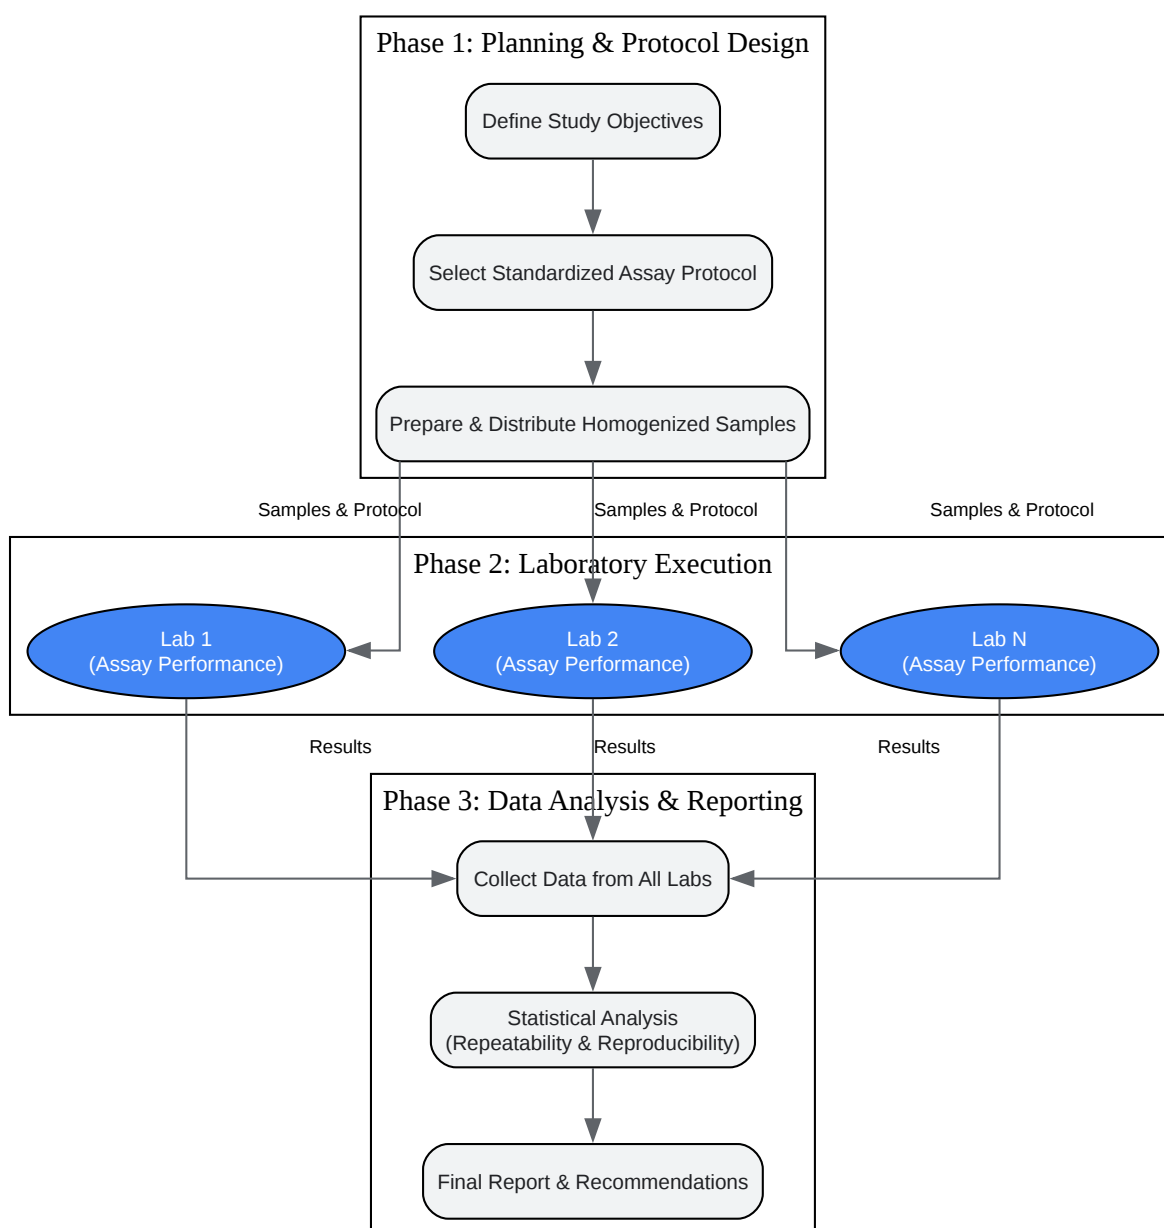 Phase 1: Planning & Protocol Design
Define Study Objectives
Select Standardized Assay Protocol
Prepare & Distribute Homogenized Samples
Samples & Protocol
Samples & Protocol
Samples & Protocol
Phase 2: Laboratory Execution
Lab 1
(Assay Performance)
Lab 2
(Assay Performance)
Lab N
(Assay Performance)
Results
Results
Results
Phase 3: Data Analysis & Reporting
Collect Data from All Labs
Statistical Analysis
(Repeatability & Reproducibility)
Final Report & Recommendations